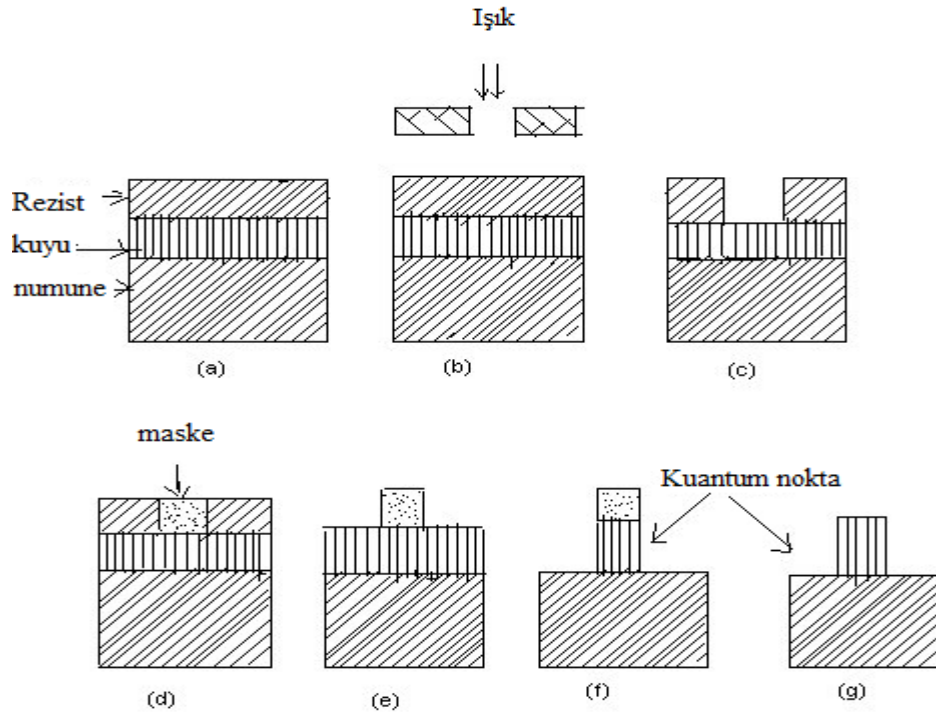 Işık
Rezist
kuyu
numune
(a)
(b)
(c)
maske
Kuantum nokta
(d)
(e)
(f)
(g)